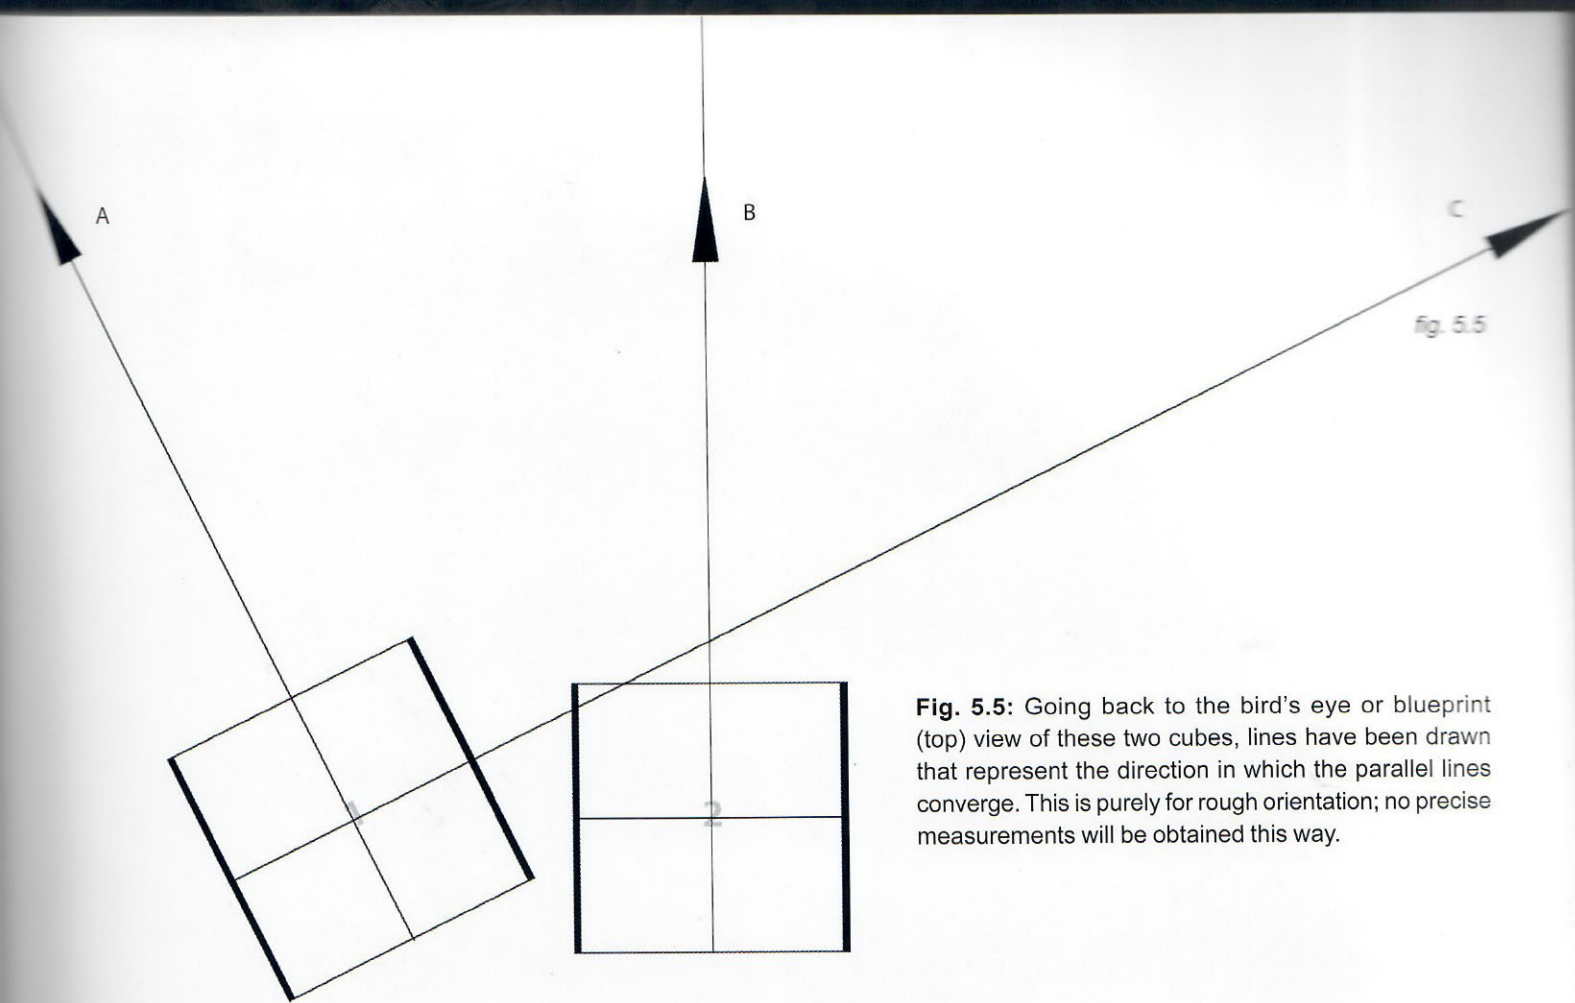 A
B
C
fig. 5.5
1
2
Fig. 5.5: Going back to the bird's eye or blueprint
(top) view of these two cubes, lines have been drawn
that represent the direction in which the parallel lines
converge. This is purely for rough orientation; no precise
measurements will be obtained this way.